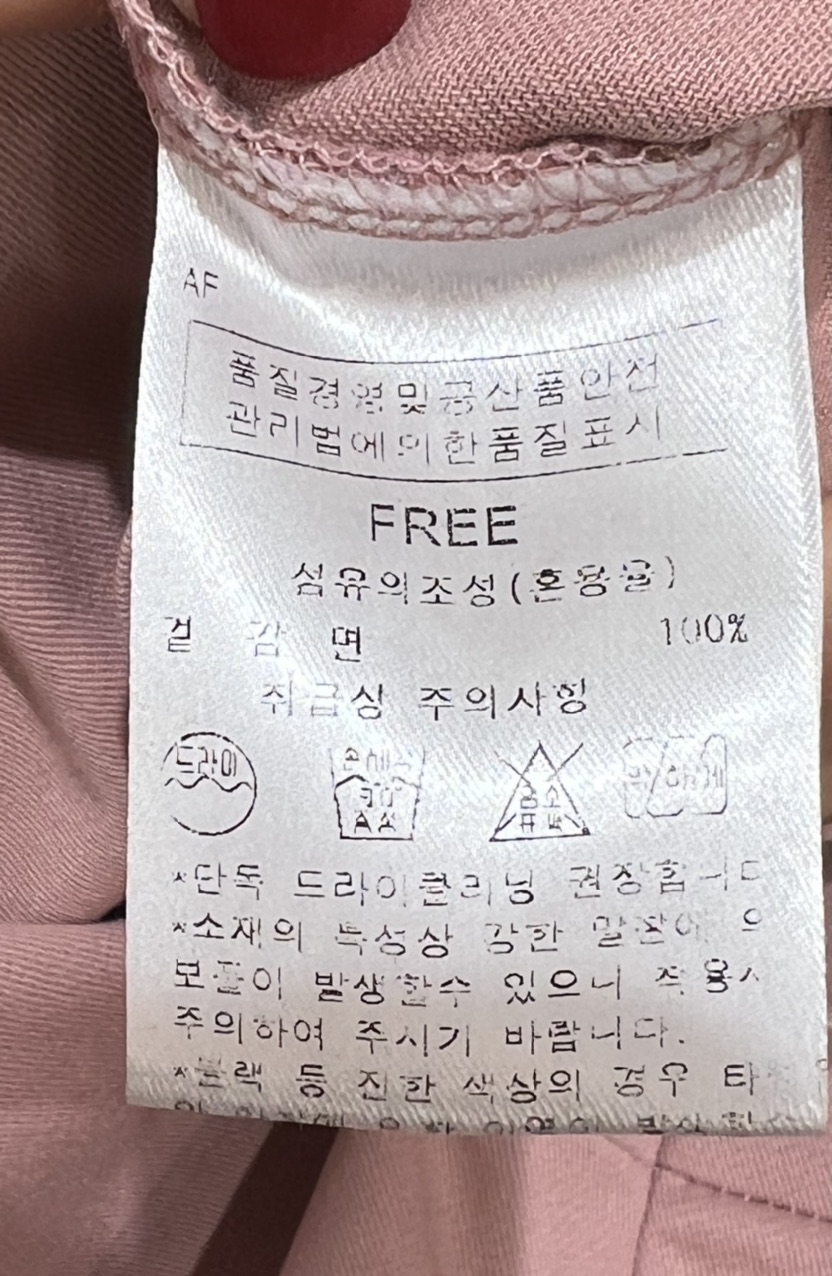 AF
품질경영및공산품안전
관리법에의한품질표시
FREE
섬유의조성(혼용율)
겉 감 면 100%
취급상 주의사항
드라이
손세탁
30°
표백
약하게
*단독 드라이클리닝 권장합니다
*소재의 특성상 강한 마찰에 의
보풀이 발생할수 있으니 착용시
주의하여 주시기 바랍니다.
*블랙 등 진한 색상의 경우